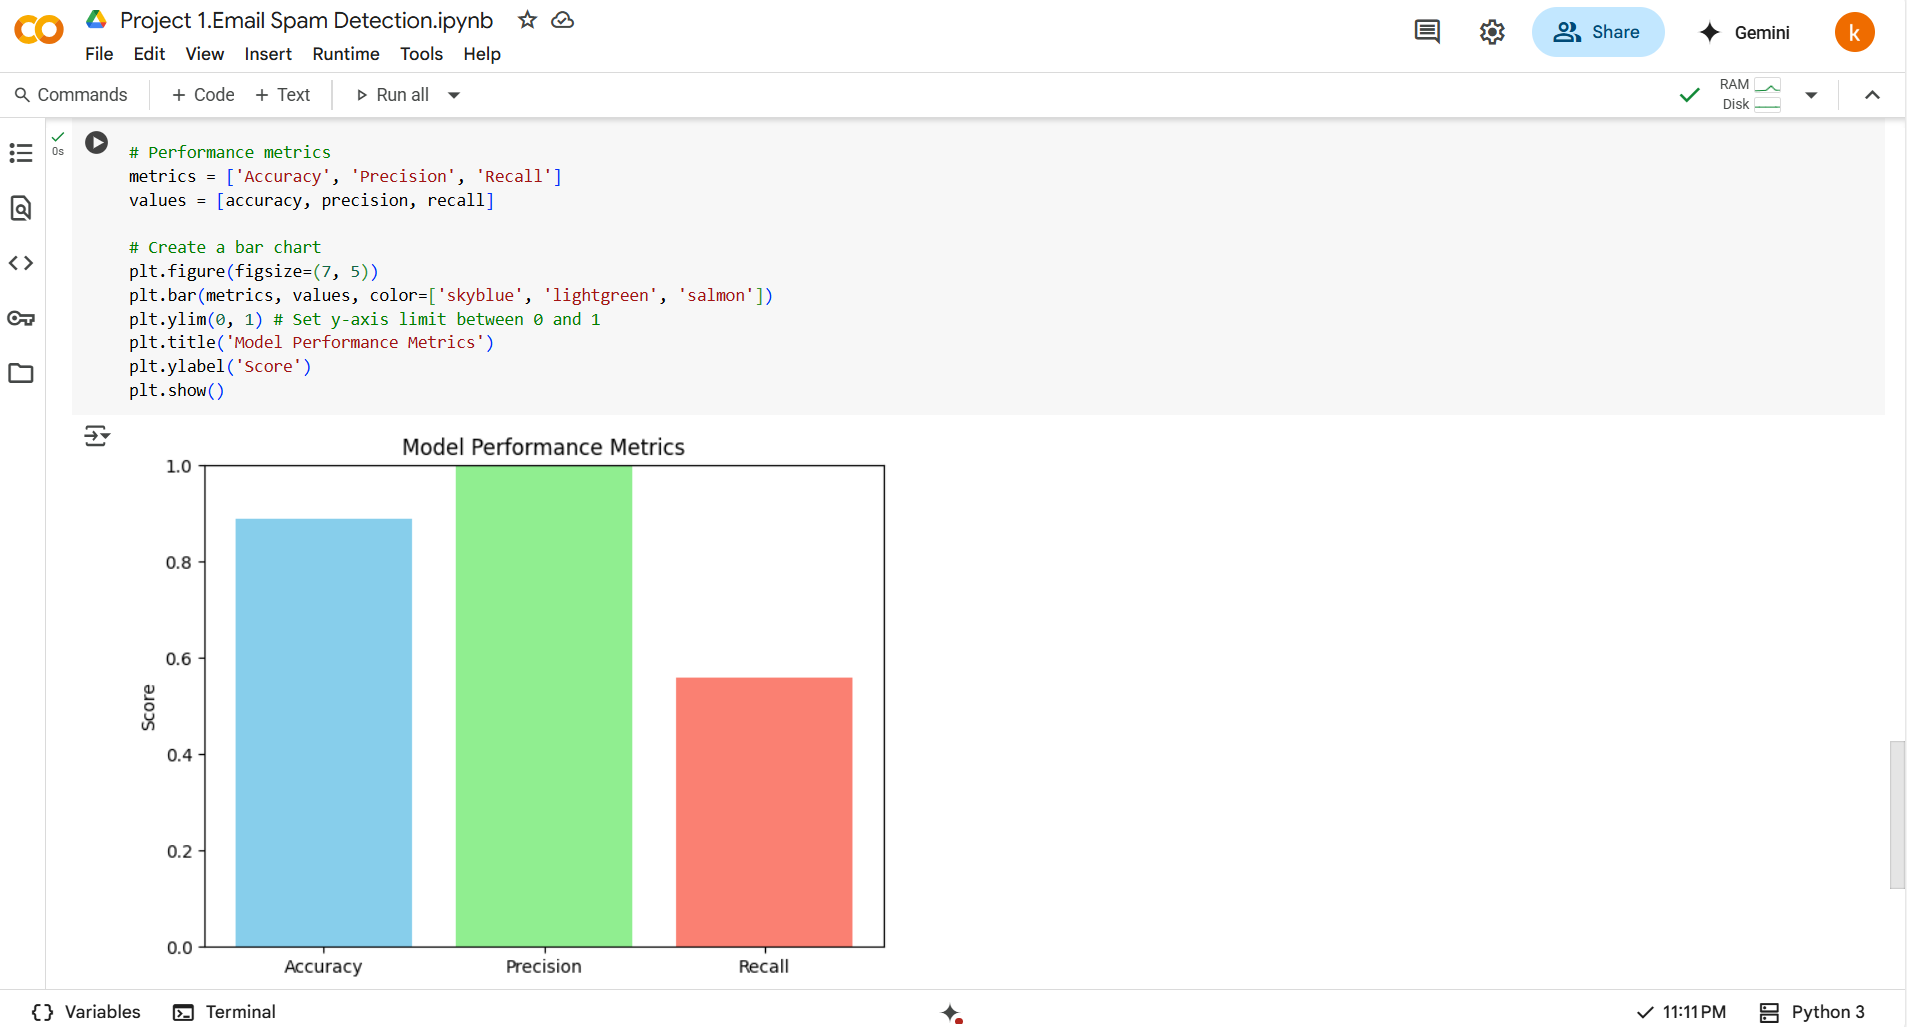 Project 1.Email Spam Detection.ipynb
File Edit View Insert Runtime Tools Help
Share
Gemini
k
Commands + Code + Text Run all
RAM
Disk
0s
# Performance metrics
metrics = ['Accuracy', 'Precision', 'Recall']
values = [accuracy, precision, recall]
# Create a bar chart
plt.figure(figsize=(7, 5))
plt.bar(metrics, values, color=['skyblue', 'lightgreen', 'salmon'])
plt.ylim(0, 1) # Set y-axis limit between 0 and 1
plt.title('Model Performance Metrics')
plt.ylabel('Score')
plt.show()
Model Performance Metrics
1.0
0.8
0.6
Score
0.4
0.2
0.0
Accuracy Precision Recall
{} Variables Terminal
11:11 PM Python 3